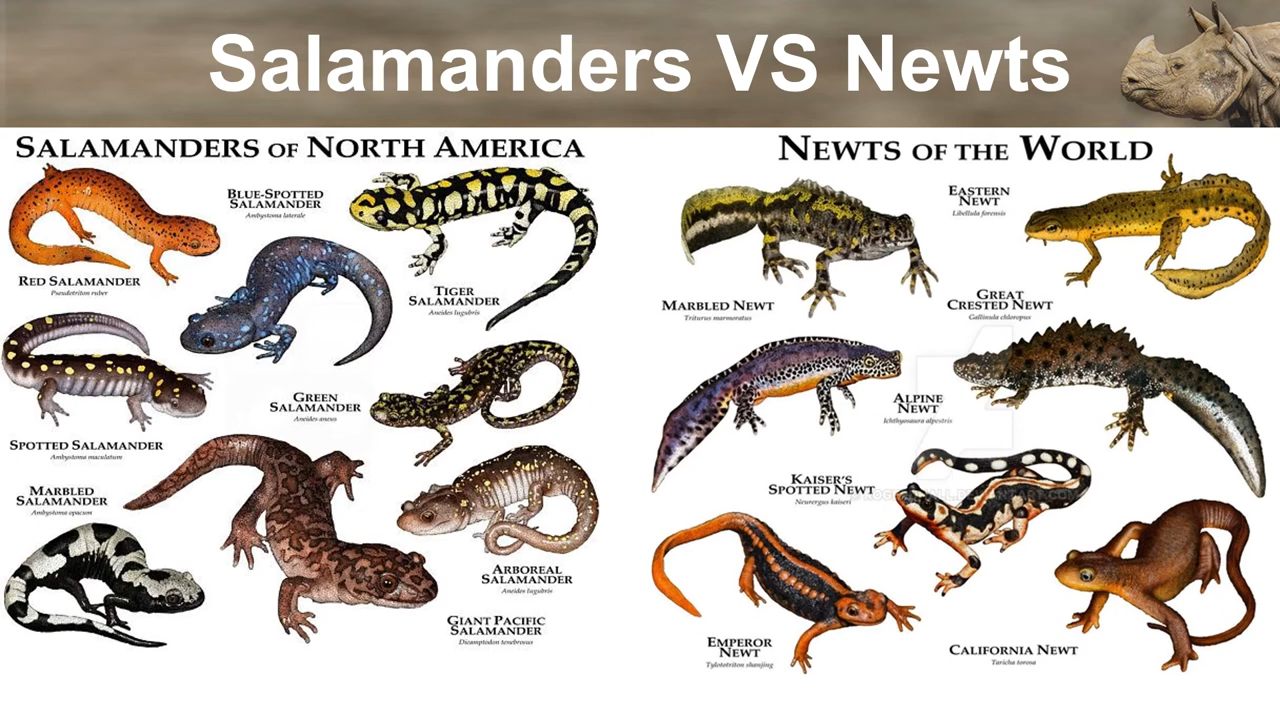 Salamanders VS Newts
SALAMANDERS OF NORTH AMERICA
BLUE-SPOTTED
SALAMANDER
Ambystoma laterale
RED SALAMANDER
Pseudotriton ruber
TIGER
SALAMANDER
Aneides lugubris
GREEN
SALAMANDER
Aneides aneus
SPOTTED SALAMANDER
Ambystoma maculatum
MARBLED
SALAMANDER
Ambystoma opacum
ARBOREAL
SALAMANDER
Aneides lugubris
GIANT PACIFIC
SALAMANDER
Dicamptodon tenebrosus
NEWTS OF THE WORLD
EASTERN
NEWT
Libellula forensis
MARBLED NEWT
Triturus marmoratus
GREAT
CRESTED NEWT
Gallinula chloropus
ALPINE
NEWT
Ichthyosaura alpestris
KAISER'S
SPOTTED NEWT
Neurergus kaiseri
EMPEROR
NEWT
Tylototriton shanjing
CALIFORNIA NEWT
Taricha torosa